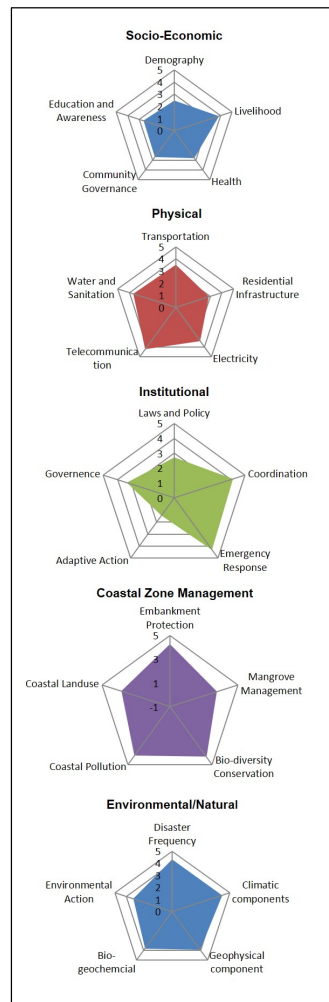 Socio-Economic
Demography
5
4
3
2
1
0
Education and
Awareness
Livelihood
Community
Governance
Health
Physical
Transportation
5
4
3
2
1
0
Water and
Sanitation
Residential
Infrastructure
Telecommunica
tion
Electricity
Institutional
Laws and Policy
5
4
3
2
1
0
Governence
Coordination
Adaptive Action
Emergency
Response
Coastal Zone Management
Embankment
Protection
5
3
1
-1
Coastal Landuse
Mangrove
Management
Coastal Pollution
Bio-diversity
Conservation
Environmental/Natural
Disaster
Frequency
5
4
3
2
1
0
Environmental
Action
Climatic
components
Bio-
geochemcial
Geophysical
component